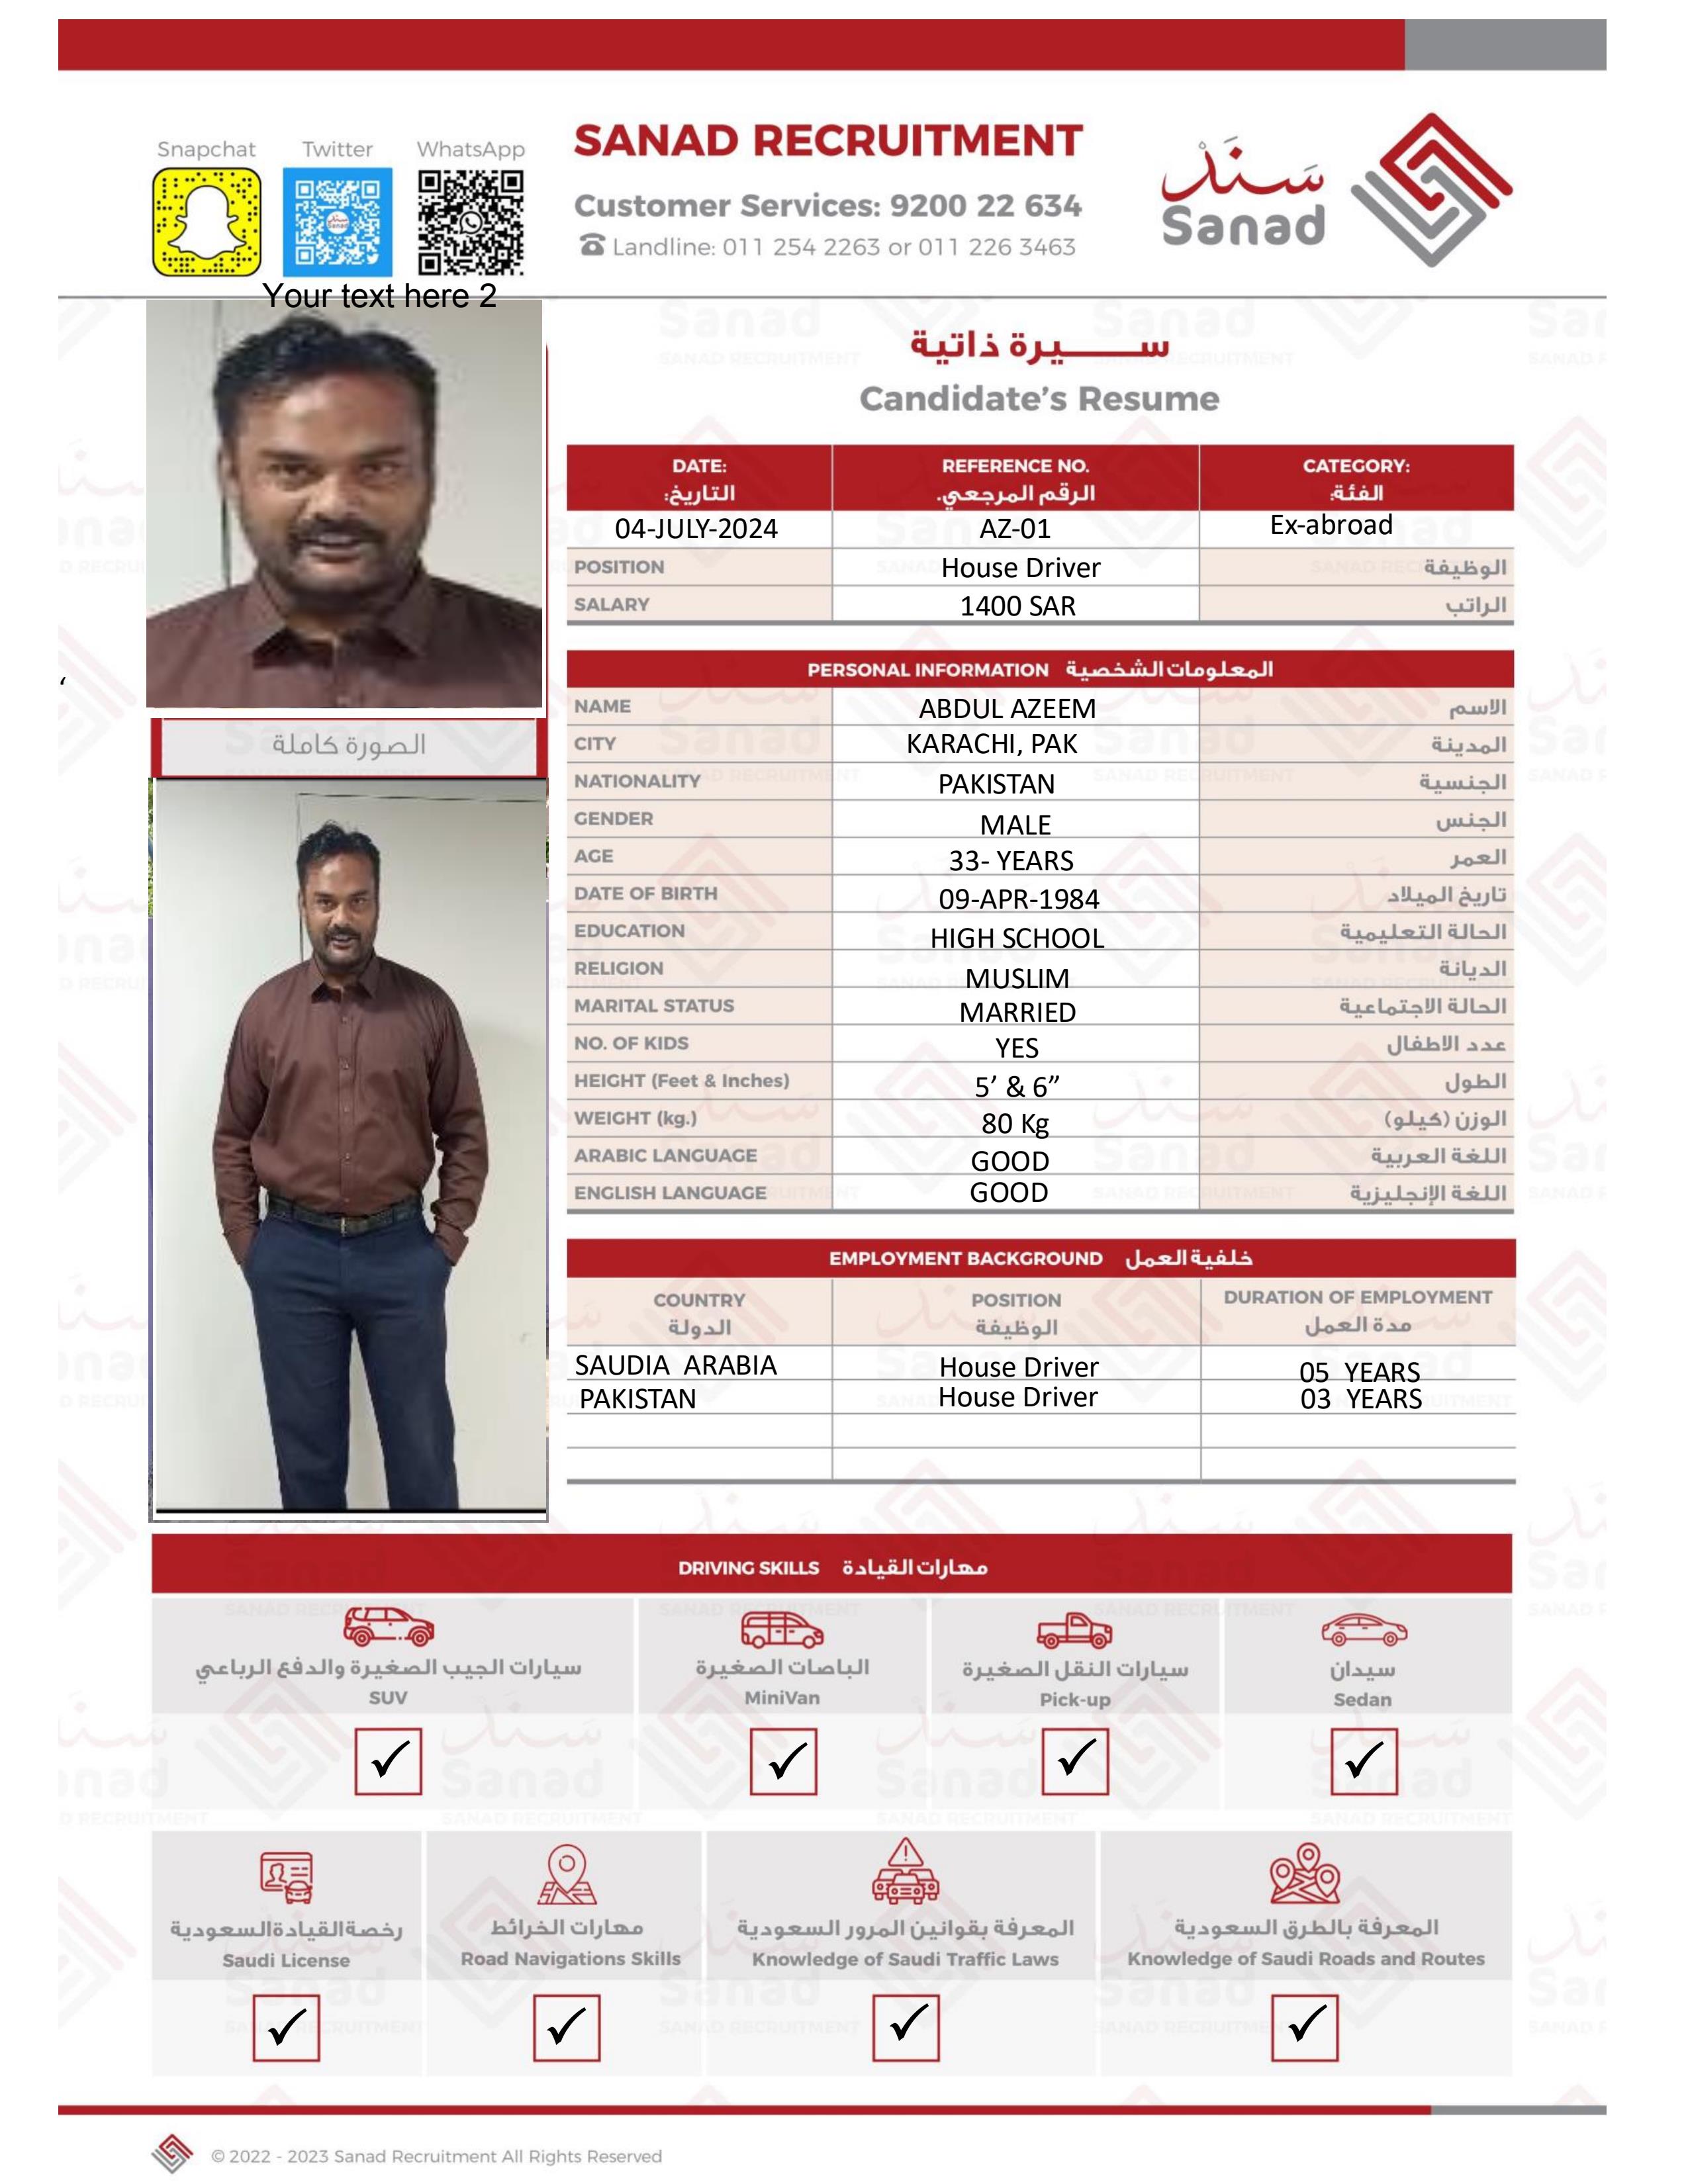 Snapchat Twitter WhatsApp
SANAD RECRUITMENT
Customer Services: 9200 22 634
Landline: 011 254 2263 or 011 226 3463
سَنَدْ
Sanad
Your text here 2
ســـــيرة ذاتية
Candidate's Resume
DATE: REFERENCE NO. CATEGORY:
التاريخ: الرقم المرجعي. الفئة:
04-JULY-2024 AZ-01 Ex-abroad
POSITION House Driver الوظيفة
SALARY 1400 SAR الراتب
PERSONAL INFORMATION المعلومات الشخصية
NAME ABDUL AZEEM الاسم
CITY KARACHI, PAK المدينة
NATIONALITY PAKISTAN الجنسية
GENDER MALE الجنس
AGE 33- YEARS العمر
DATE OF BIRTH 09-APR-1984 تاريخ الميلاد
EDUCATION HIGH SCHOOL الحالة التعليمية
RELIGION MUSLIM الديانة
MARITAL STATUS MARRIED الحالة الاجتماعية
NO. OF KIDS YES عدد الاطفال
HEIGHT (Feet & Inches) 5’ & 6” الطول
WEIGHT (kg.) 80 Kg الوزن (كيلو)
ARABIC LANGUAGE GOOD اللغة العربية
ENGLISH LANGUAGE GOOD اللغة الإنجليزية
الصورة كاملة
EMPLOYMENT BACKGROUND خلفية العمل
COUNTRY POSITION DURATION OF EMPLOYMENT
الدولة الوظيفة مدة العمل
SAUDIA ARABIA House Driver 05 YEARS
PAKISTAN House Driver 03 YEARS
DRIVING SKILLS مهارات القيادة
سيارات الجيب الصغيرة والدفع الرباعي الباصات الصغيرة سيارات النقل الصغيرة سيدان
SUV MiniVan Pick-up Sedan
رخصة القيادة السعودية مهارات الخرائط المعرفة بقوانين المرور السعودية المعرفة بالطرق السعودية
Saudi License Road Navigations Skills Knowledge of Saudi Traffic Laws Knowledge of Saudi Roads and Routes
© 2022 - 2023 Sanad Recruitment All Rights Reserved